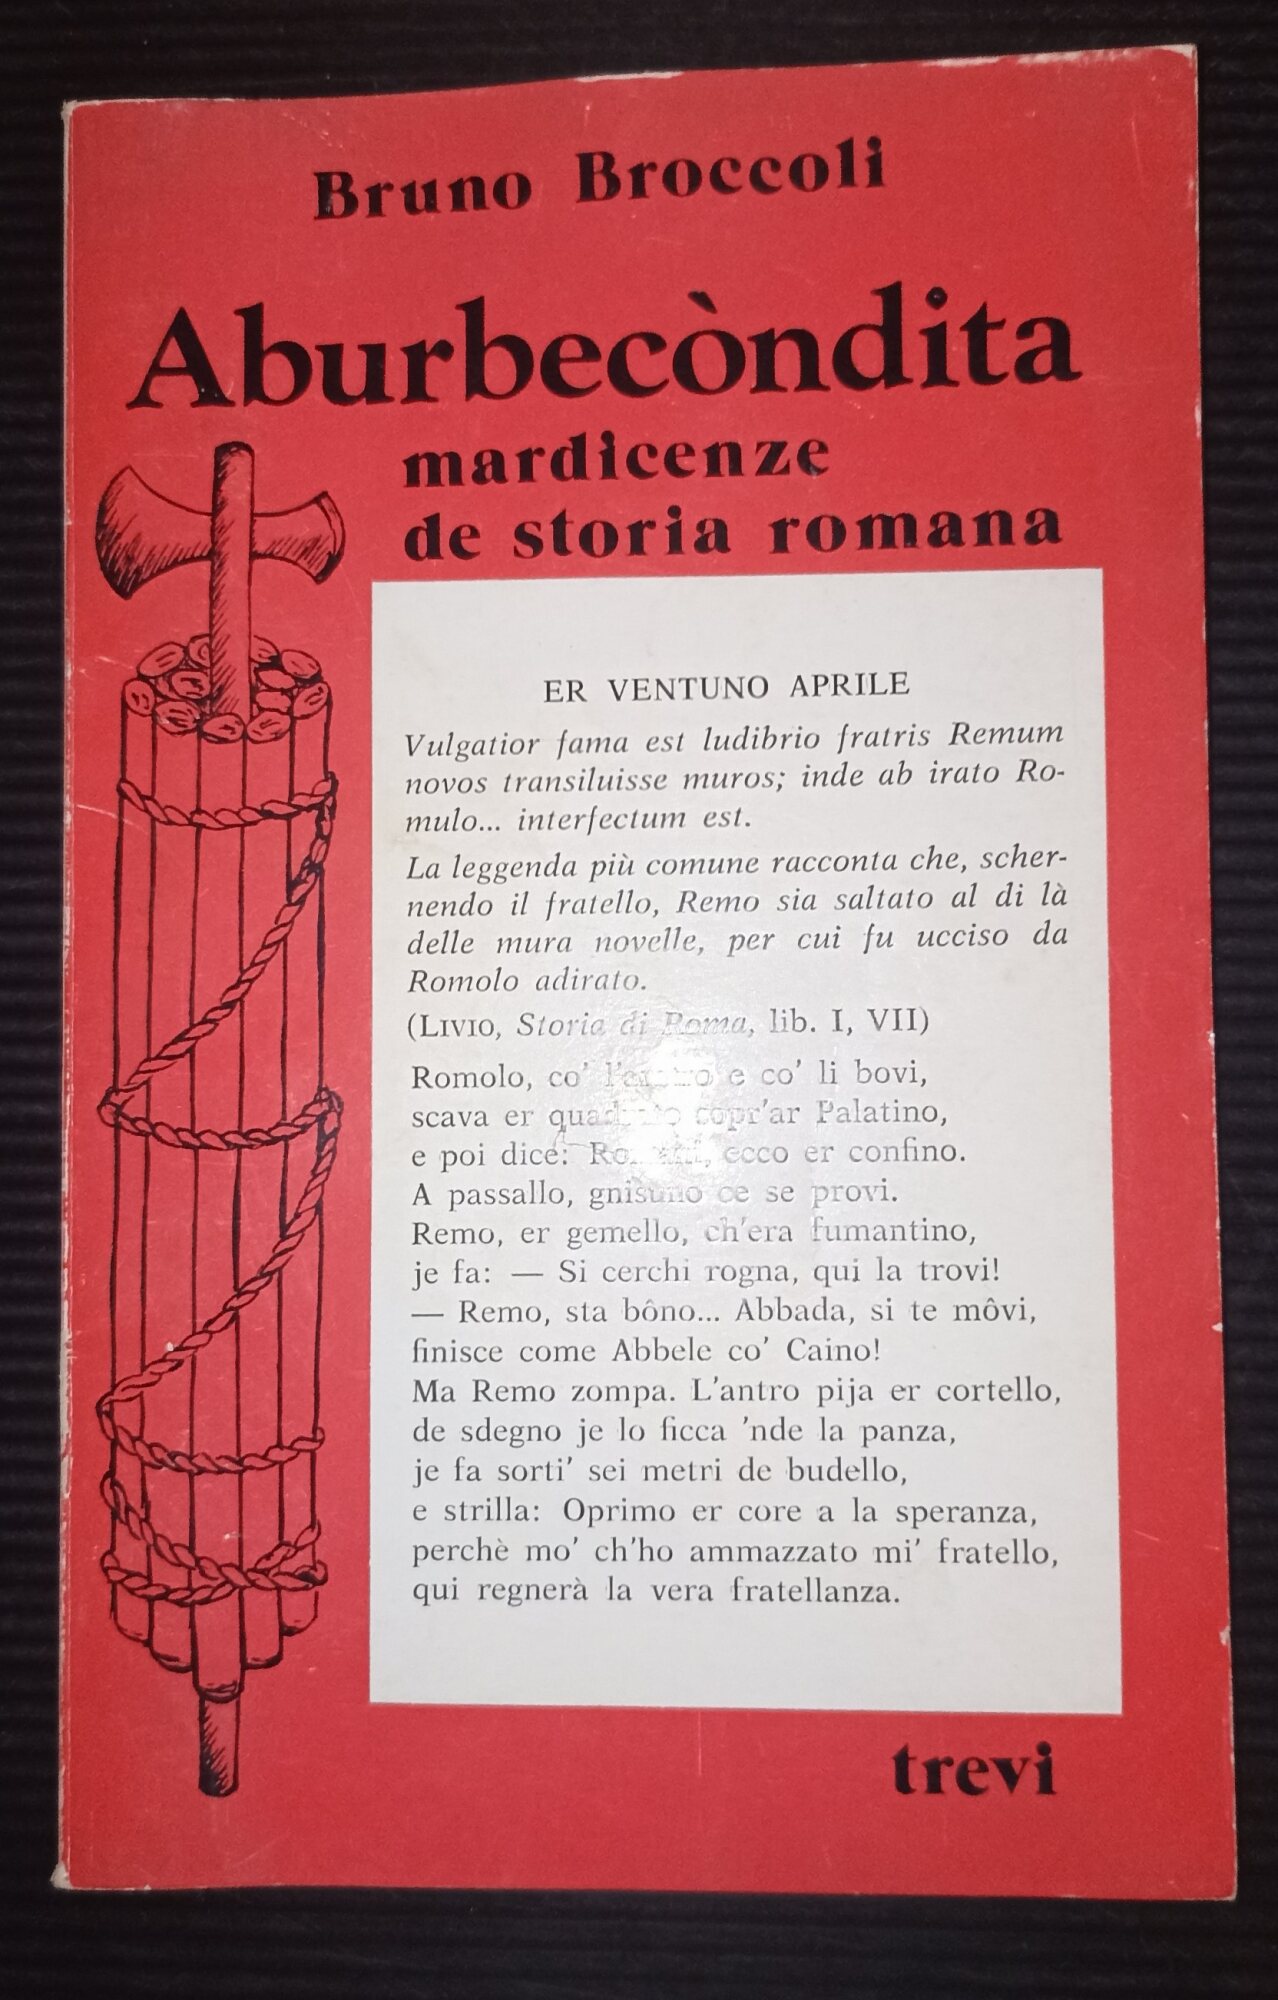 Bruno Broccoli
Aburbecòndita
mardicenze
de storia romana
ER VENTUNO APRILE
Vulgatior fama est ludibrio fratris Remum
novos transiluisse muros; inde ab irato Ro-
mulo... interfectum est.
La leggenda più comune racconta che, scher-
nendo il fratello, Remo sia saltato al di là
delle mura novelle, per cui fu ucciso da
Romolo adirato.
(LIVIO, Storia di Roma, lib. I, VII)
Romolo, co' l'aratro e co' li bovi,
scava er quadrato sopr'ar Palatino,
e poi dice: Romani, ecco er confino.
A passallo, gnisuno ce se provi.
Remo, er gemello, ch'era fumantino,
je fa: — Si cerchi rogna, qui la trovi!
— Remo, sta bôno... Abbada, si te môvi,
finisce come Abbele co' Caino!
Ma Remo zompa. L'antro pija er cortello,
de sdegno je lo ficca 'nde la panza,
je fa sorti' sei metri de budello,
e strilla: Oprimo er core a la speranza,
perchè mo' ch'ho ammazzato mi' fratello,
qui regnerà la vera fratellanza.
trevi